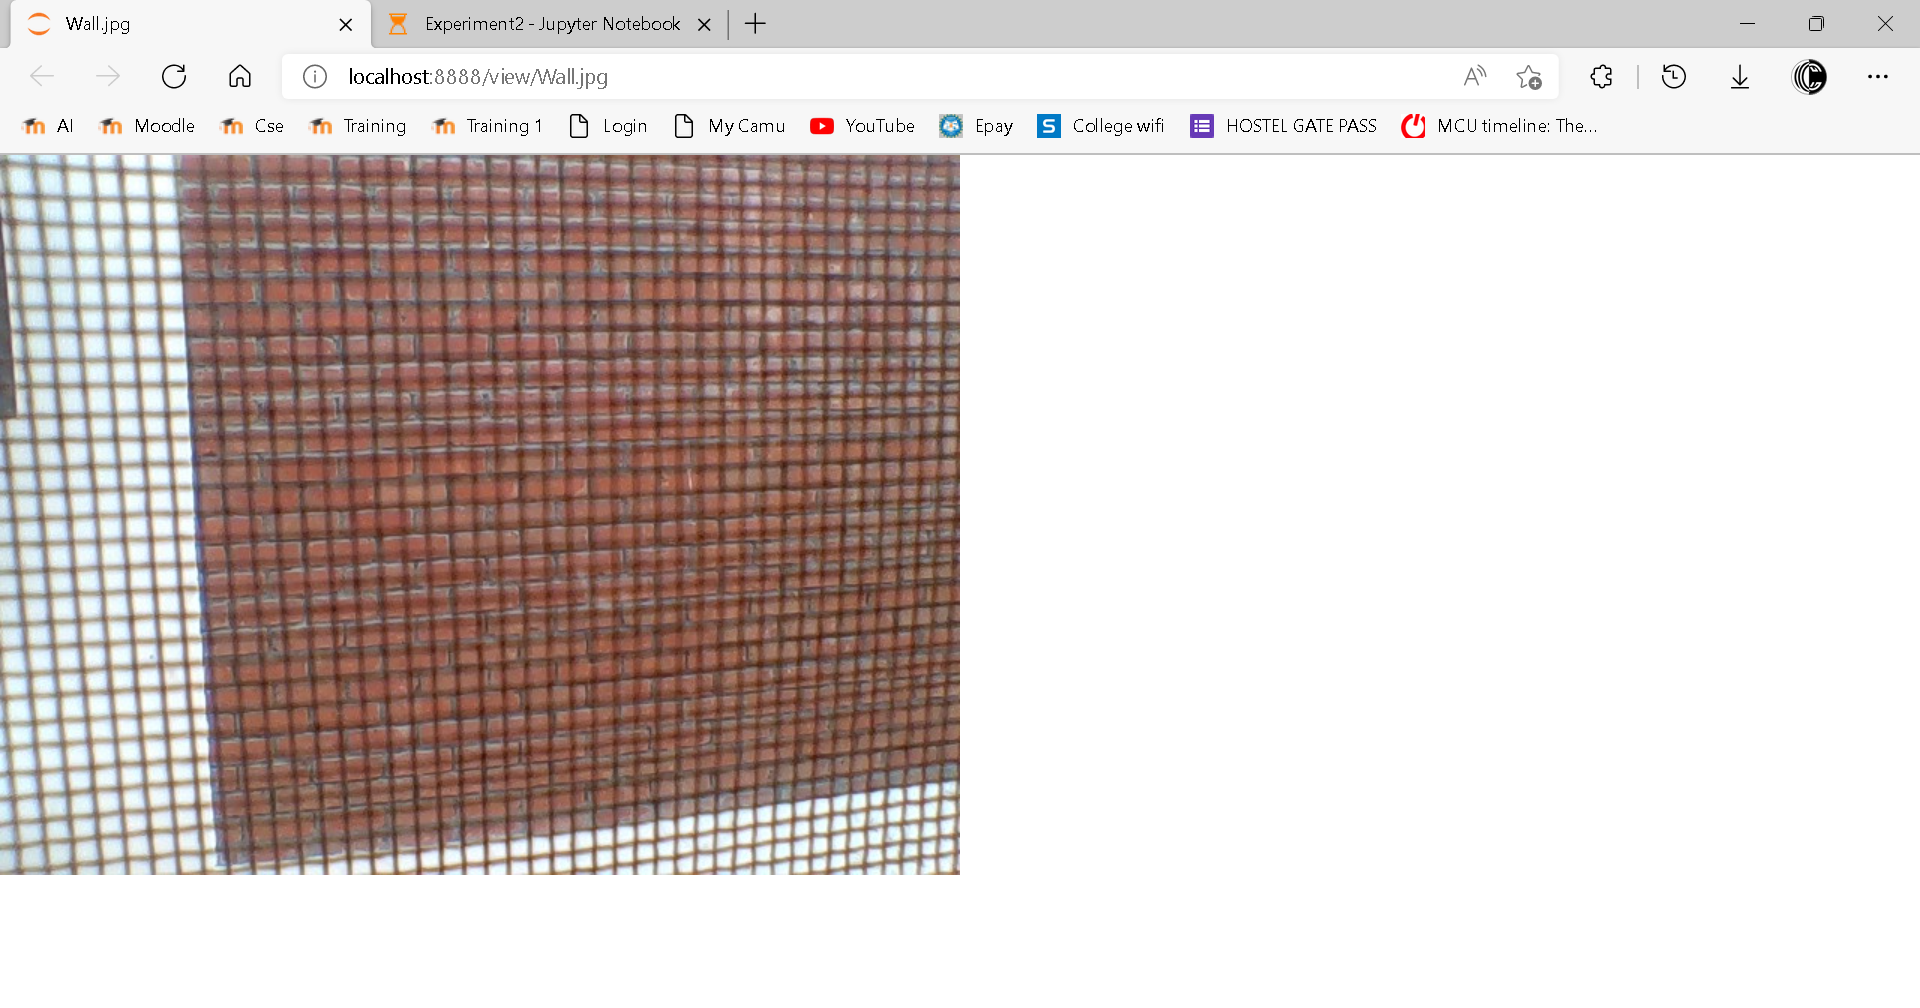 Wall.jpg Experiment2 - Jupyter Notebook
localhost:8888/view/Wall.jpg
AI Moodle Cse Training Training 1 Login My Camu YouTube Epay S College wifi HOSTEL GATE PASS MCU timeline: The...